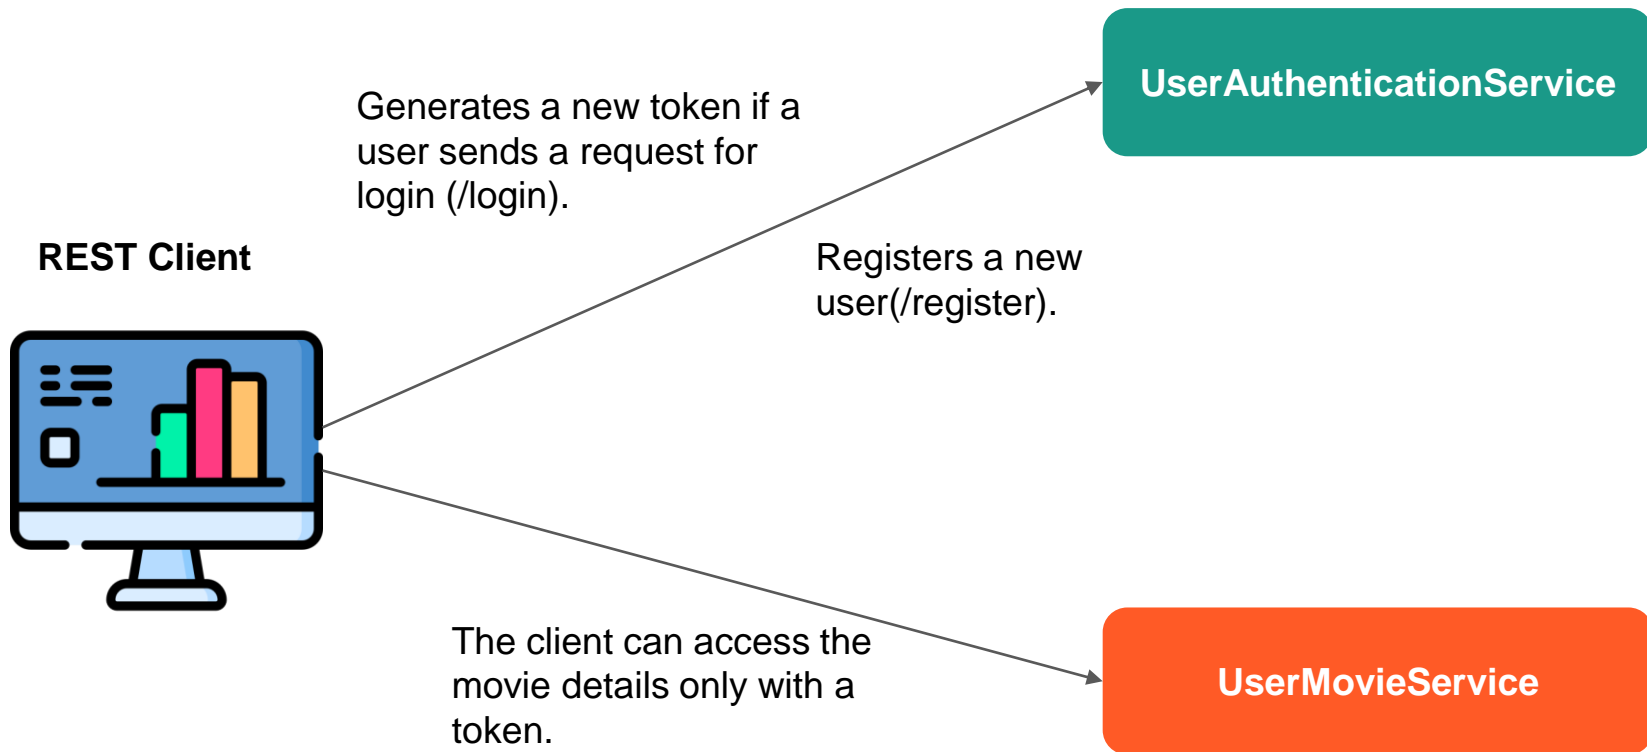 UserAuthenticationService
Generates a new token if a
user sends a request for
login (/login).
REST Client
Registers a new
user(/register).
The client can access the
movie details only with a
token.
UserMovieService